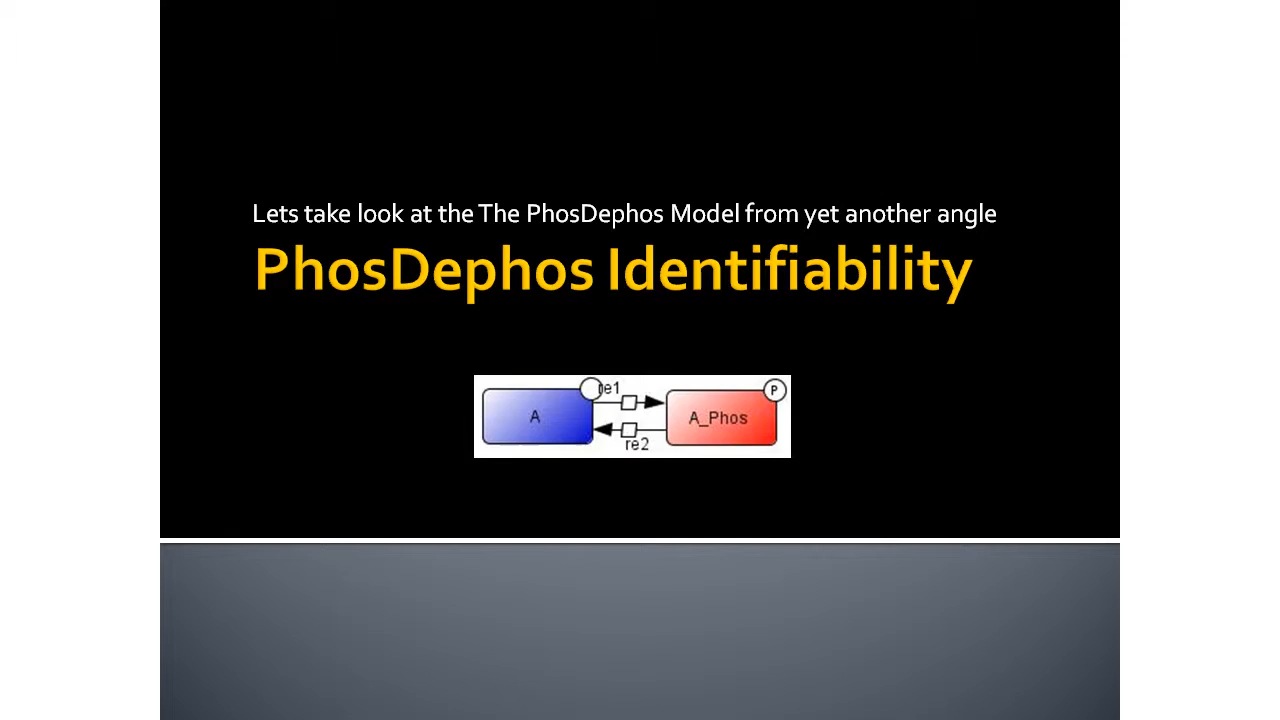 Lets take look at the The PhosDephos Model from yet another angle
PhosDephos Identifiability
re1
P
A
A_Phos
re2